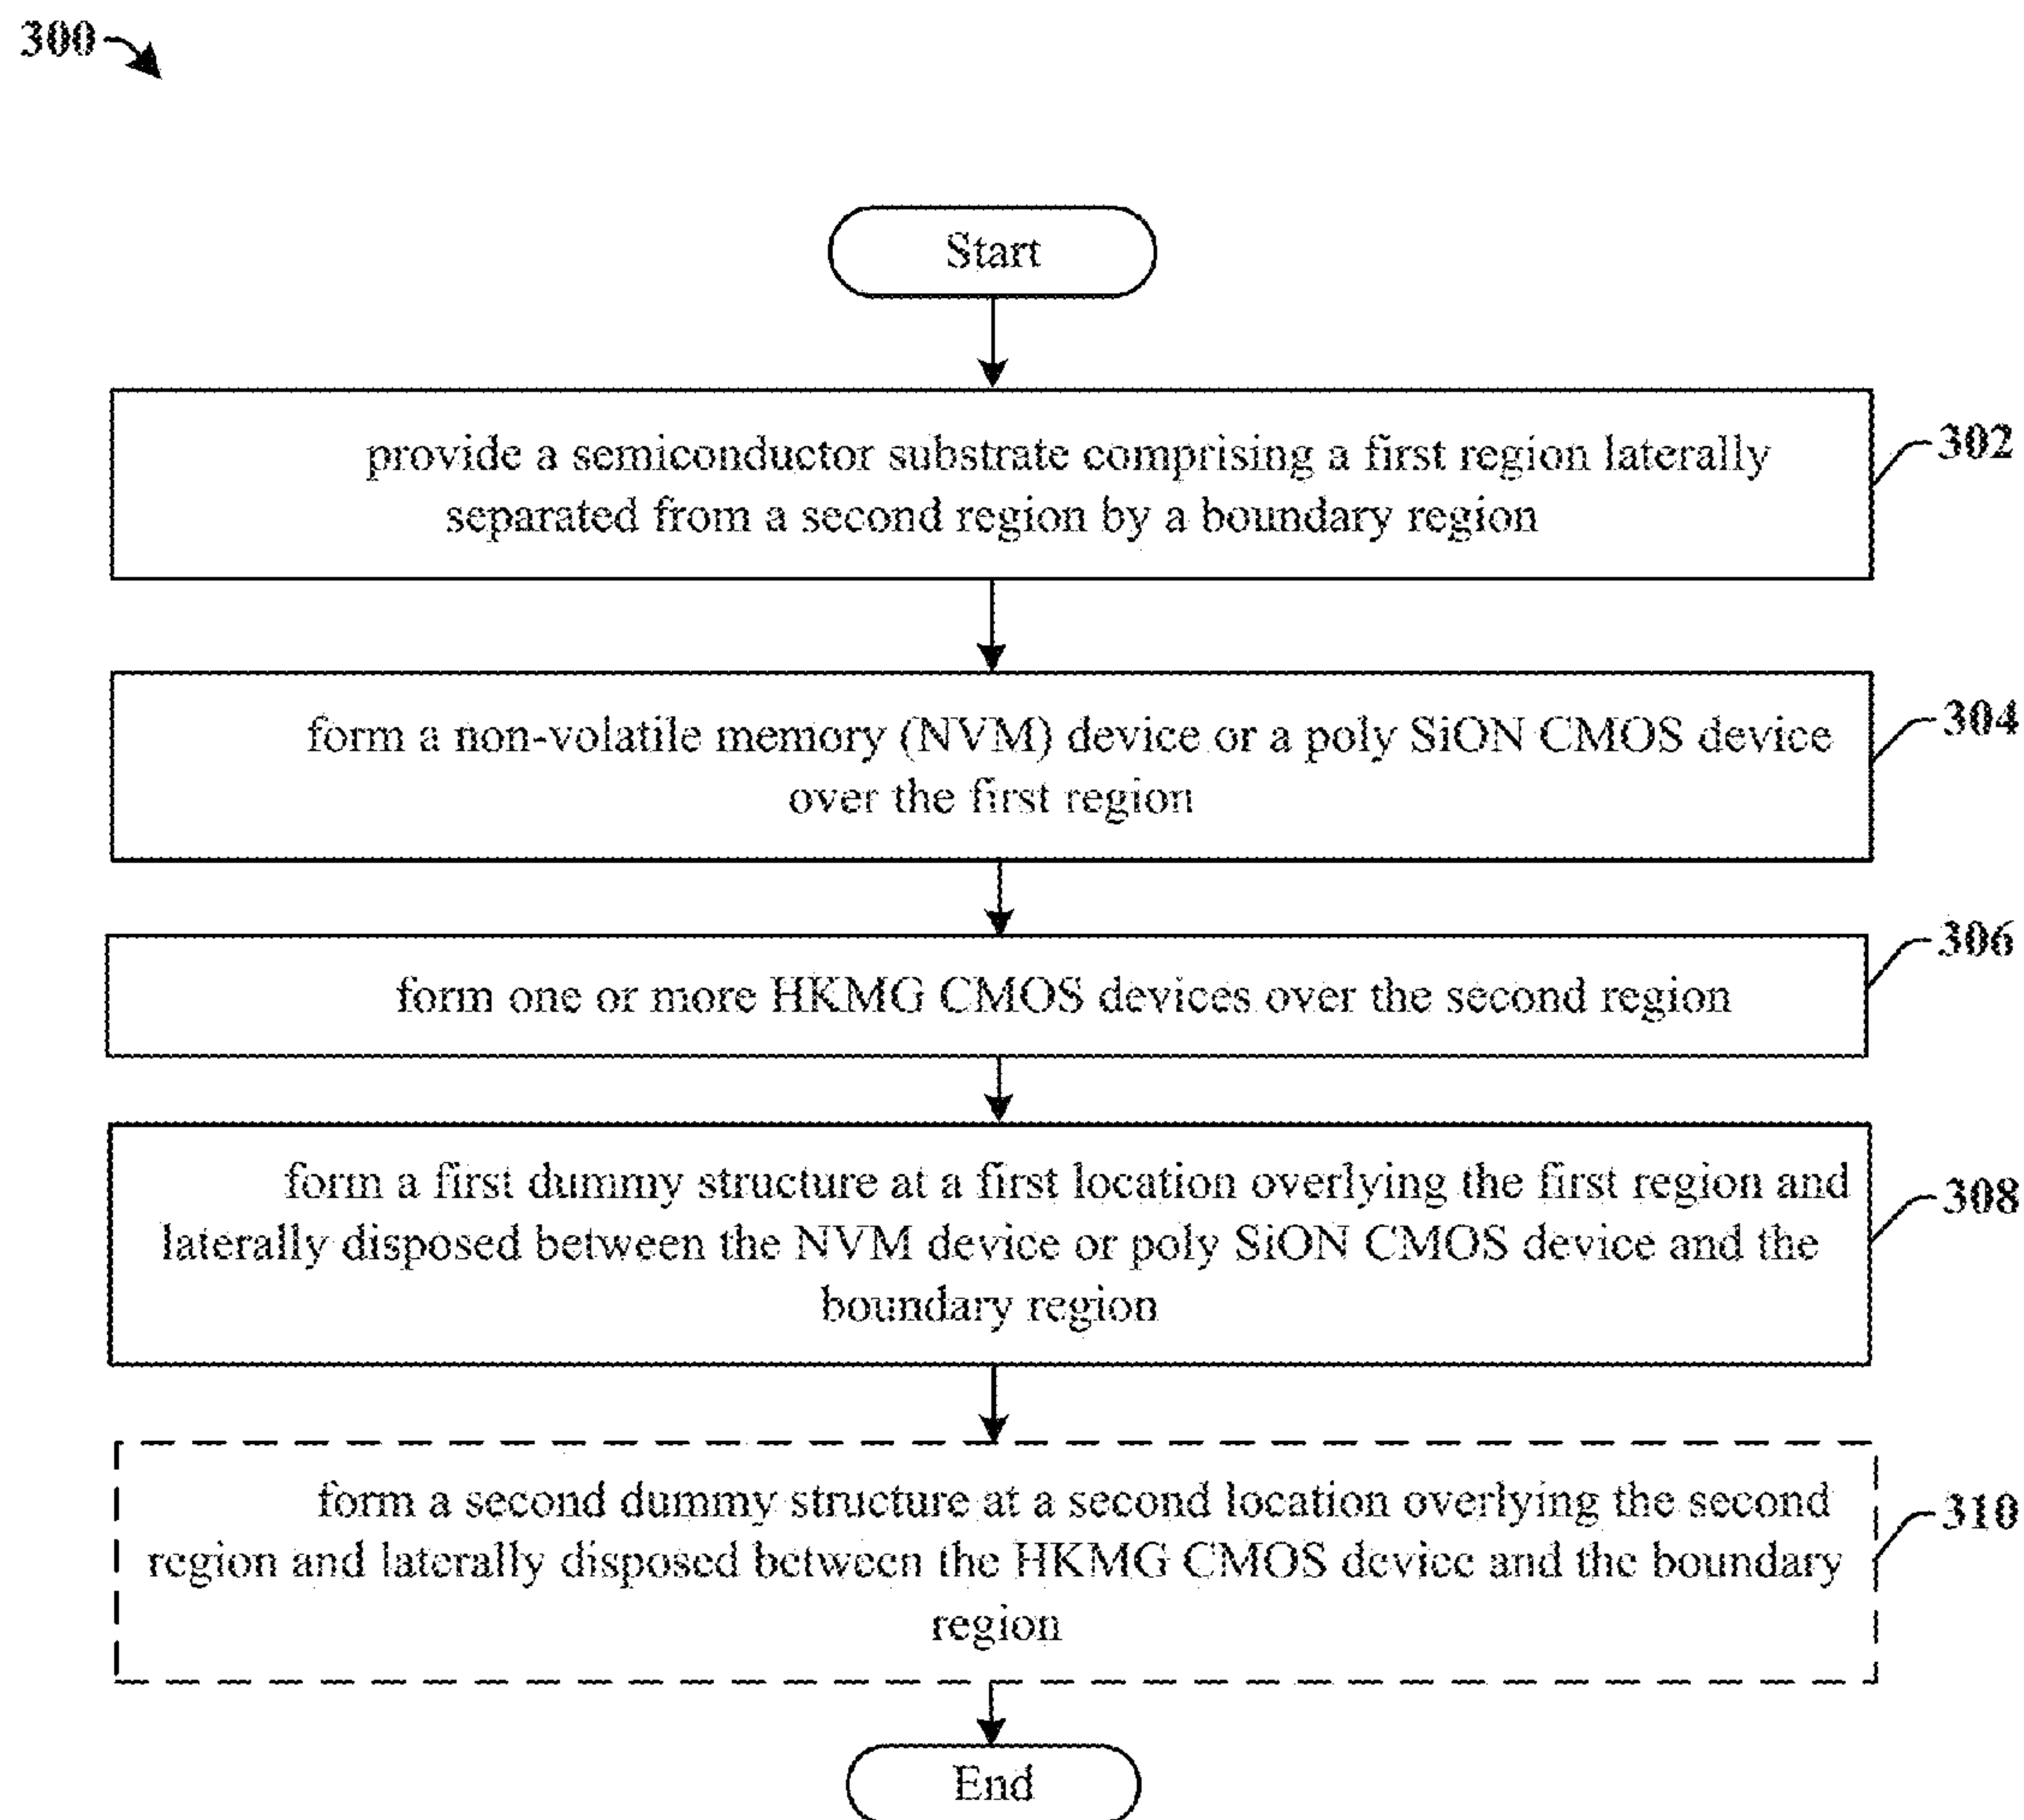 300
Start
provide a semiconductor substrate comprising a first region laterally
separated from a second region by a boundary region
302
form a non-volatile memory (NVM) device or a poly SiON CMOS device
over the first region
304
form one or more HKMG CMOS devices over the second region
306
form a first dummy structure at a first location overlying the first region and
laterally disposed between the NVM device or poly SiON CMOS device and the
boundary region
308
form a second dummy structure at a second location overlying the second
region and laterally disposed between the HKMG CMOS device and the boundary
region
310
End